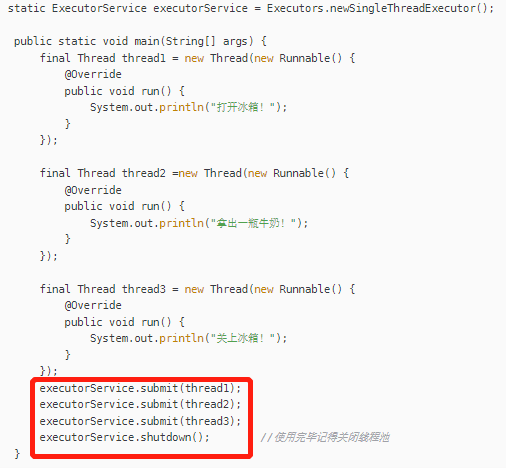 static ExecutorService executorService = Executors.newSingleThreadExecutor();
public static void main(String[] args) {
final Thread thread1 = new Thread(new Runnable() {
@Override
public void run() {
System.out.println("打开冰箱！");
}
});
final Thread thread2 =new Thread(new Runnable() {
@Override
public void run() {
System.out.println("拿出一瓶牛奶！");
}
});
final Thread thread3 = new Thread(new Runnable() {
@Override
public void run() {
System.out.println("关上冰箱！");
}
});
executorService.submit(thread1);
executorService.submit(thread2);
executorService.submit(thread3);
executorService.shutdown(); //使用完毕记得关闭线程池
}